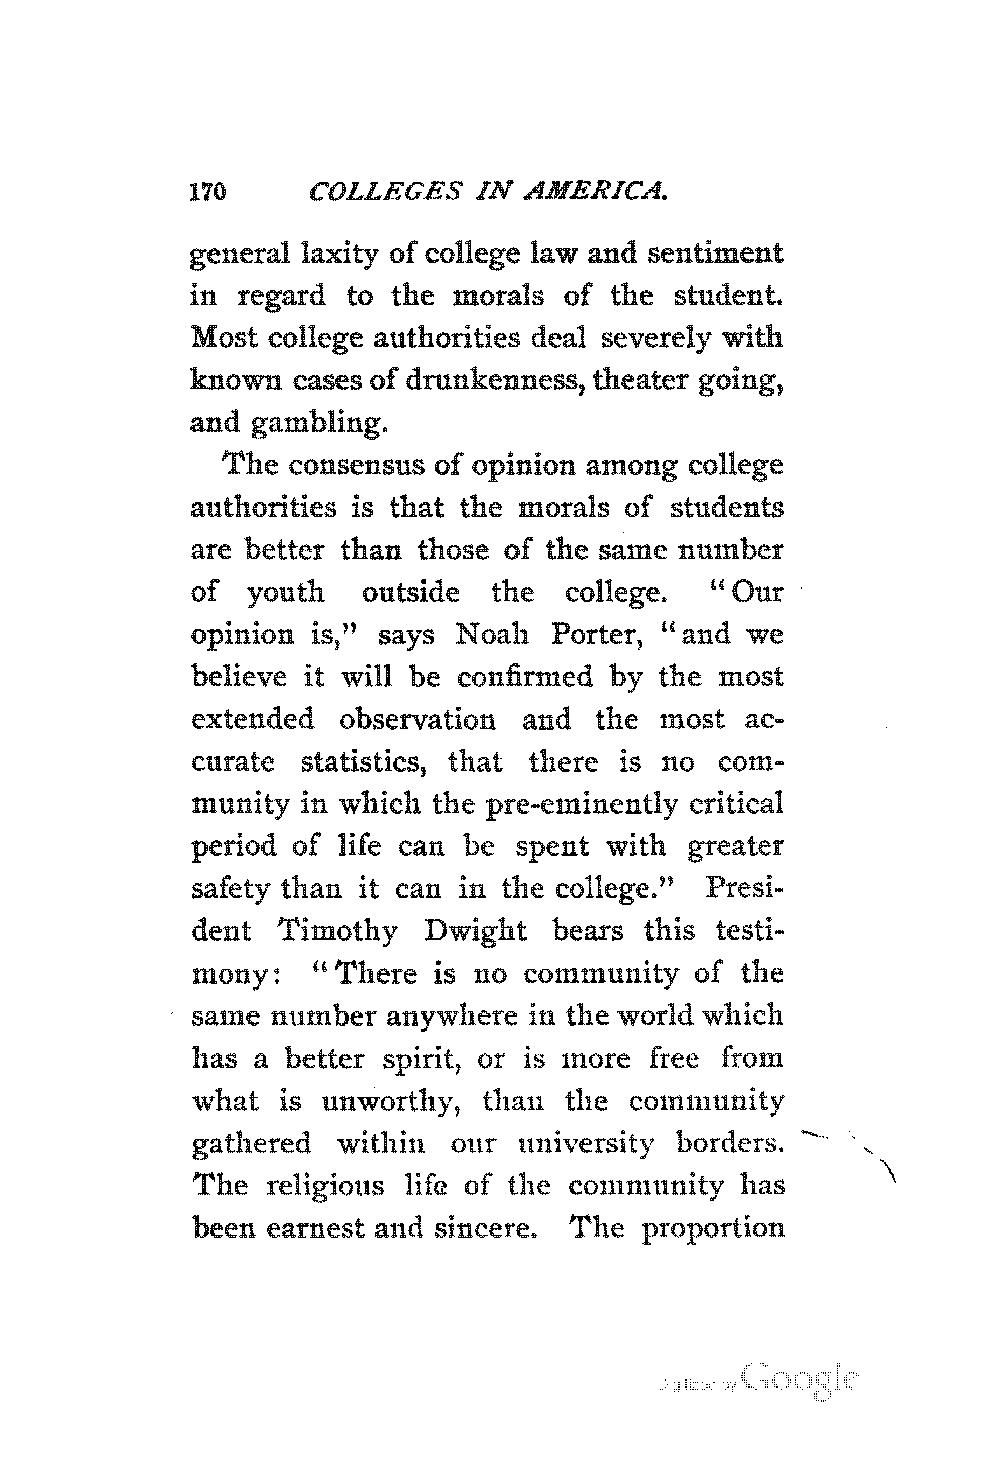 170 COLLEGES IN AMERICA.
general laxity of college law and sentiment
in regard to the morals of the student.
Most college authorities deal severely with
known cases of drunkenness, theater going,
and gambling.
The consensus of opinion among college
authorities is that the morals of students
are better than those of the same number
of youth outside the college. “Our
opinion is,” says Noah Porter, “and we
believe it will be confirmed by the most
extended observation and the most ac-
curate statistics, that there is no com-
munity in which the pre-eminently critical
period of life can be spent with greater
safety than it can in the college.” Presi-
dent Timothy Dwight bears this testi-
mony: “There is no community of the
same number anywhere in the world which
has a better spirit, or is more free from
what is unworthy, than the community
gathered within our university borders.
The religious life of the community has
been earnest and sincere. The proportion
Digitized by Google